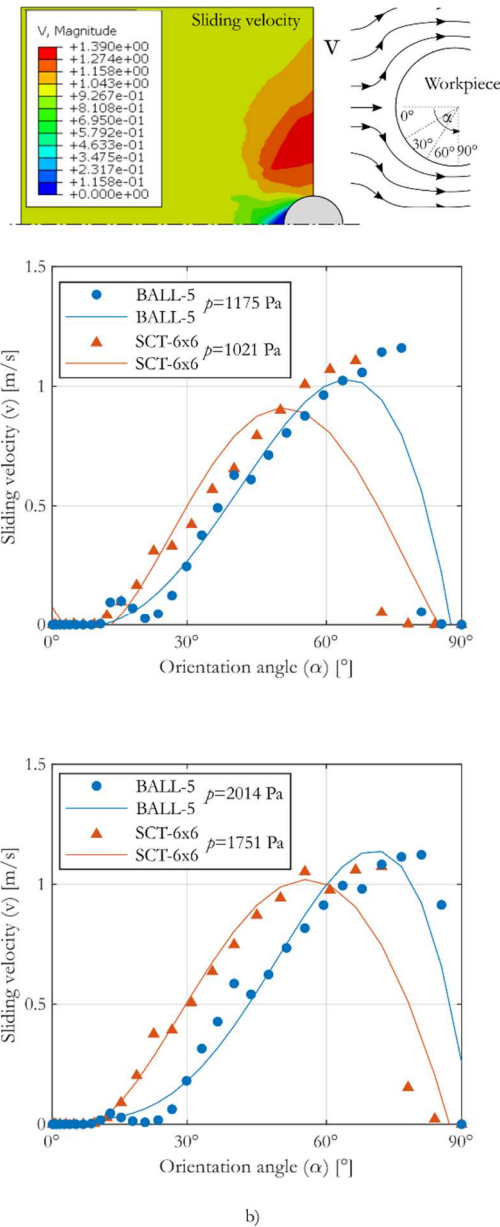 Sliding velocity
V, Magnitude
+1.390e+00
+1.274e+00
+1.158e+00
+1.043e+00
+9.267e-01
+8.108e-01
+6.950e-01
+5.792e-01
+4.633e-01
+3.475e-01
+2.317e-01
+1.158e-01
+0.000e+00
V
Workpiece
0°
α
30°
60°
90°
1.5
1
0.5
0
Sliding velocity (v) [m/s]
BALL-5
BALL-5
p=1175 Pa
SCT-6x6
SCT-6x6
p=1021 Pa
0°
30°
60°
90°
Orientation angle (α) [°]
1.5
1
0.5
0
Sliding velocity (v) [m/s]
BALL-5
BALL-5
p=2014 Pa
SCT-6x6
SCT-6x6
p=1751 Pa
0°
30°
60°
90°
Orientation angle (α) [°]
b)